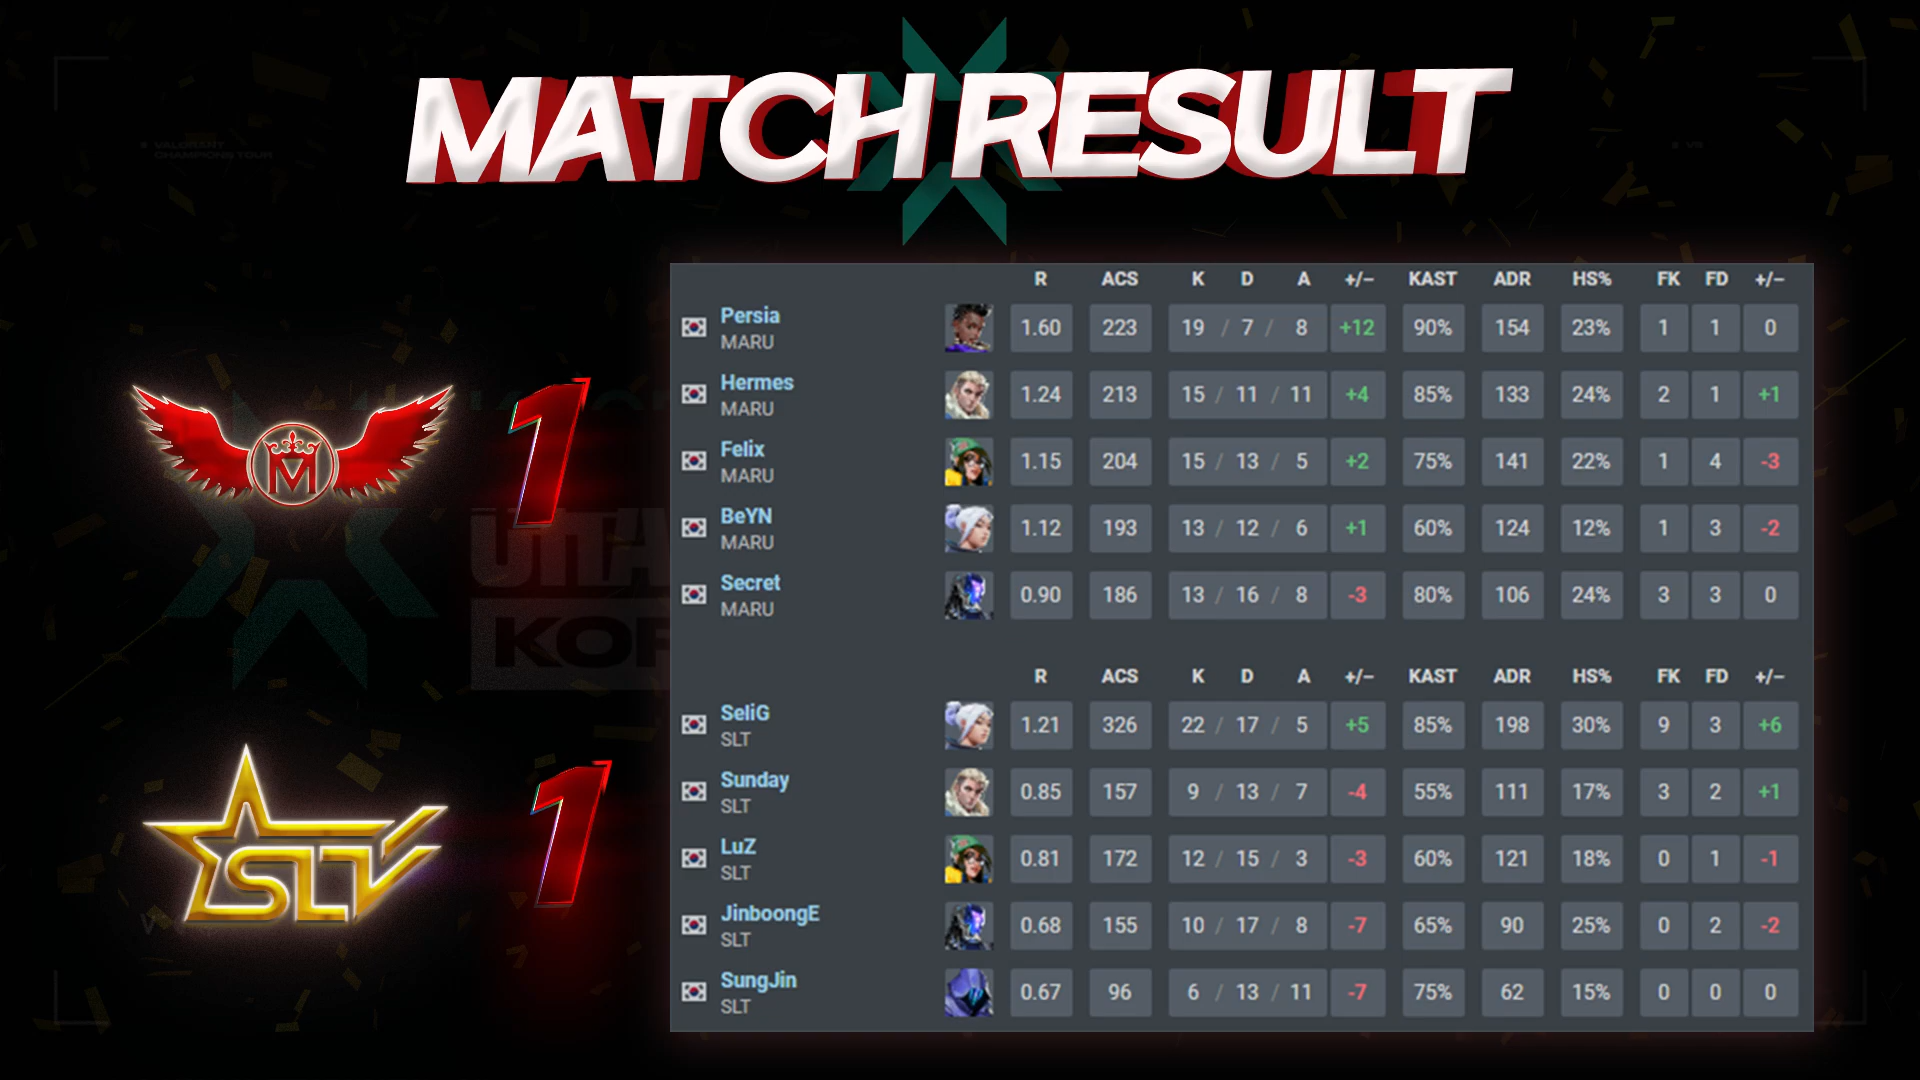 MATCH RESULT
VALORANT
CHAMPIONS TOUR
R ACS K D A +/– KAST ADR HS% FK FD +/–
Persia
MARU
1.60 223 19 / 7 / 8 +12 90% 154 23% 1 1 0
Hermes
MARU
1.24 213 15 / 11 / 11 +4 85% 133 24% 2 1 +1
Felix
MARU
1.15 204 15 / 13 / 5 +2 75% 141 22% 1 4 -3
BeYN
MARU
1.12 193 13 / 12 / 6 +1 60% 124 12% 1 3 -2
Secret
MARU
0.90 186 13 / 16 / 8 -3 80% 106 24% 3 3 0
M
1
R ACS K D A +/– KAST ADR HS% FK FD +/–
SeliG
SLT
1.21 326 22 / 17 / 5 +5 85% 198 30% 9 3 +6
Sunday
SLT
0.85 157 9 / 13 / 7 -4 55% 111 17% 3 2 +1
LuZ
SLT
0.81 172 12 / 15 / 3 -3 60% 121 18% 0 1 -1
JinboongE
SLT
0.68 155 10 / 17 / 8 -7 65% 90 25% 0 2 -2
SungJin
SLT
0.67 96 6 / 13 / 11 -7 75% 62 15% 0 0 0
SLT
1